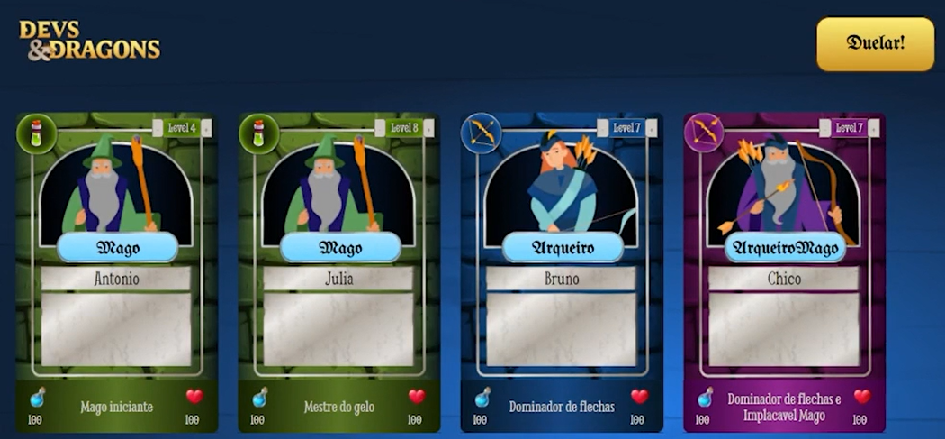 DEVS
&DRAGONS
Duelar!
Level 4
Mago
Antonio
Mago iniciante
100
100
Level 8
Mago
Julia
Mestre do gelo
100
100
Level 7
Arqueiro
Bruno
Dominador de flechas
100
100
Level 7
ArqueiroMago
Chico
Dominador de flechas e
Implacavel Mago
100
100